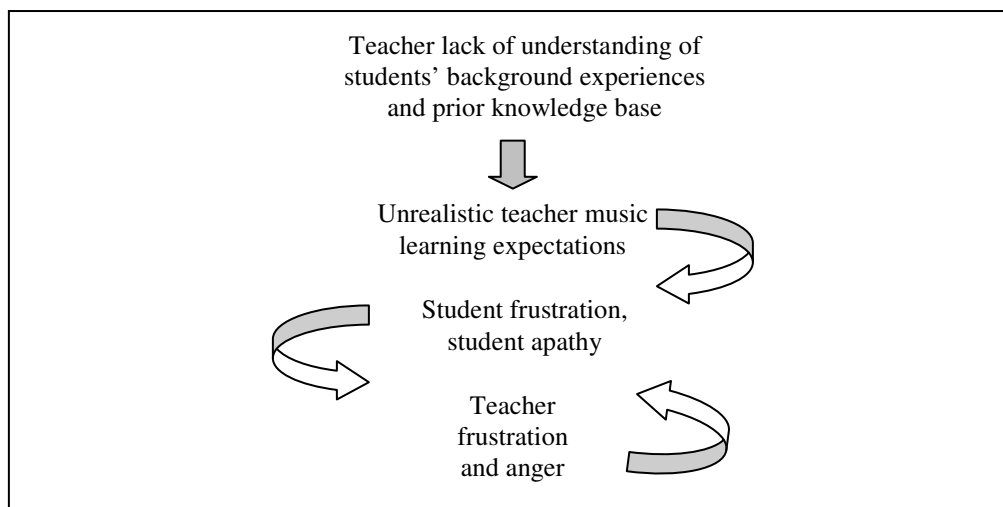 Teacher lack of understanding of
students’ background experiences
and prior knowledge base
Unrealistic teacher music
learning expectations
Student frustration,
student apathy
Teacher
frustration
and anger